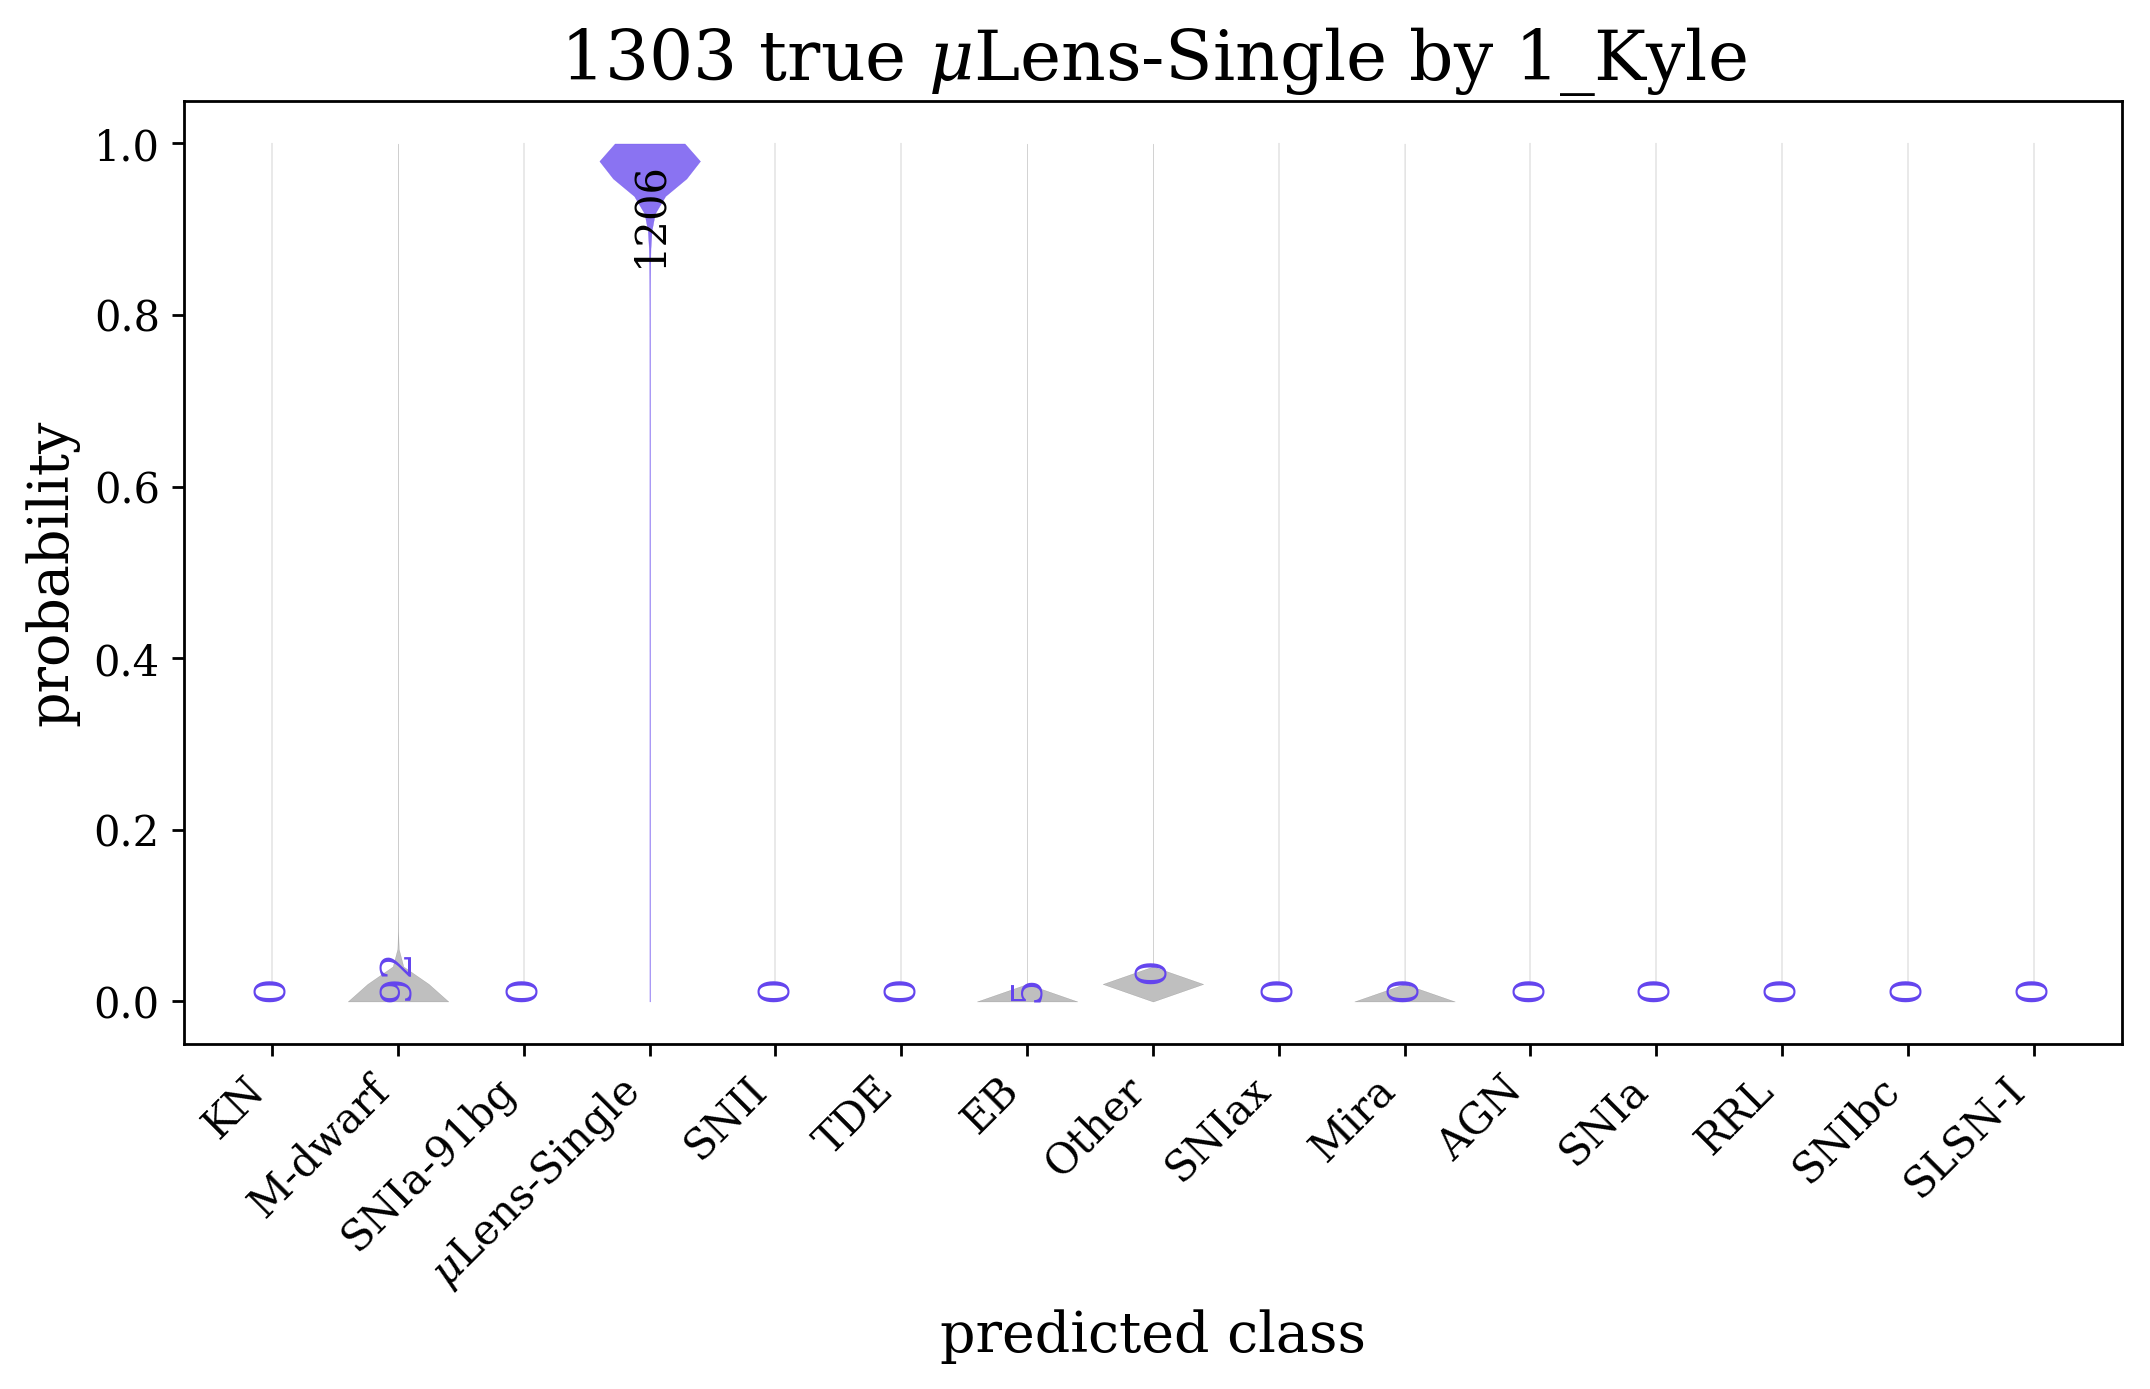 1303 true μLens-Single by 1_Kyle
probability
1.0
0.8
0.6
0.4
0.2
0.0
1206
0
92
0
0
0
5
0
0
0
0
0
0
0
0
KN
M-dwarf
SNIa-91bg
μLens-Single
SNII
TDE
EB
Other
SNIax
Mira
AGN
SNIa
RRL
SNIbc
SLSN-I
predicted class